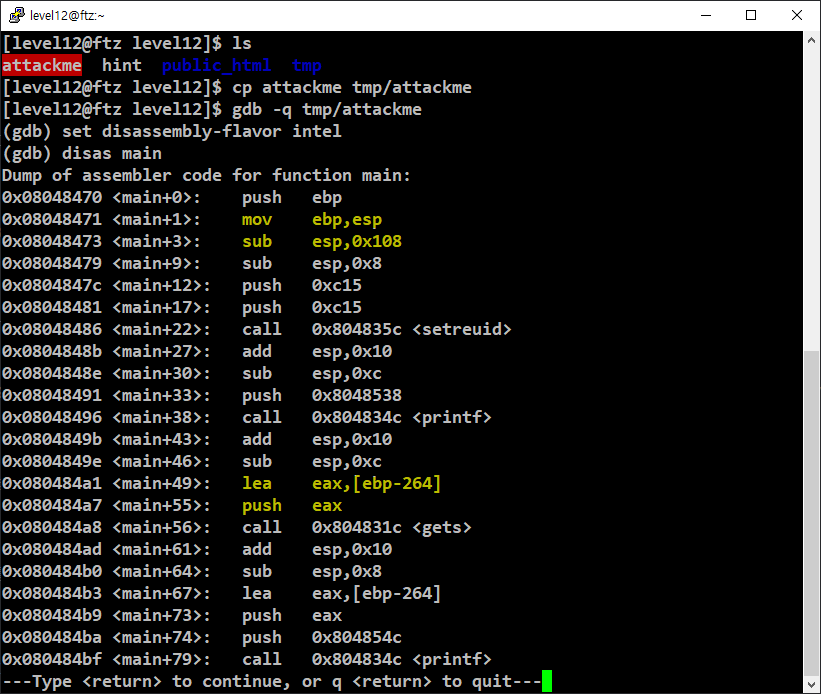 level12@ftz:~
[level12@ftz level12]$ ls
attackme  hint  public_html  tmp
[level12@ftz level12]$ cp attackme tmp/attackme
[level12@ftz level12]$ gdb -q tmp/attackme
(gdb) set disassembly-flavor intel
(gdb) disas main
Dump of assembler code for function main:
0x08048470 <main+0>:    push   ebp
0x08048471 <main+1>:    mov    ebp,esp
0x08048473 <main+3>:    sub    esp,0x108
0x08048479 <main+9>:    sub    esp,0x8
0x0804847c <main+12>:   push   0xc15
0x08048481 <main+17>:   push   0xc15
0x08048486 <main+22>:   call   0x804835c <setreuid>
0x0804848b <main+27>:   add    esp,0x10
0x0804848e <main+30>:   sub    esp,0xc
0x08048491 <main+33>:   push   0x8048538
0x08048496 <main+38>:   call   0x804834c <printf>
0x0804849b <main+43>:   add    esp,0x10
0x0804849e <main+46>:   sub    esp,0xc
0x080484a1 <main+49>:   lea    eax,[ebp-264]
0x080484a7 <main+55>:   push   eax
0x080484a8 <main+56>:   call   0x804831c <gets>
0x080484ad <main+61>:   add    esp,0x10
0x080484b0 <main+64>:   sub    esp,0x8
0x080484b3 <main+67>:   lea    eax,[ebp-264]
0x080484b9 <main+73>:   push   eax
0x080484ba <main+74>:   push   0x804854c
0x080484bf <main+79>:   call   0x804834c <printf>
---Type <return> to continue, or q <return> to quit---